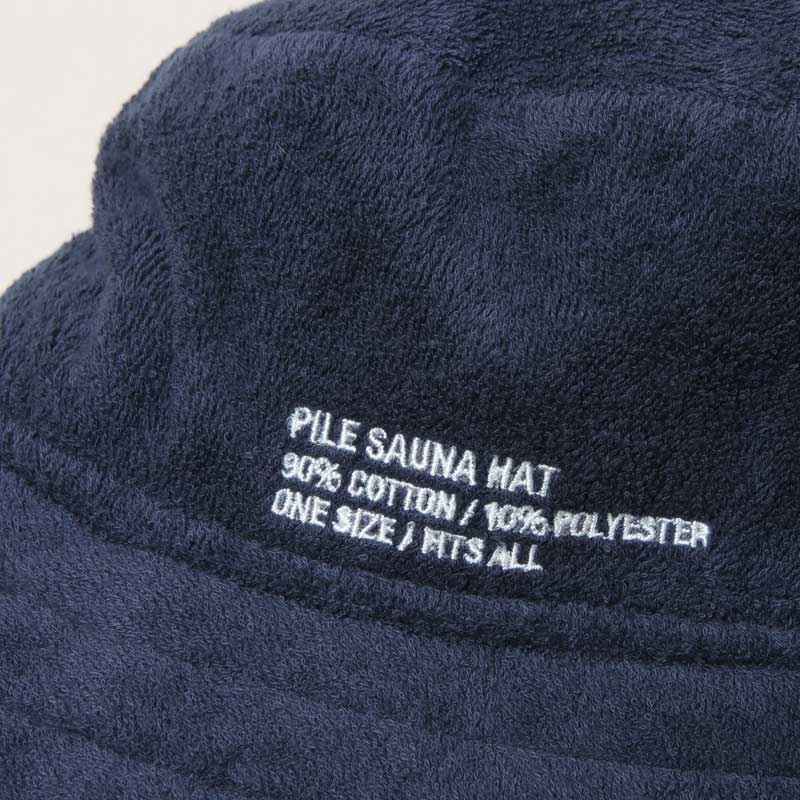 PILE SAUNA HAT
90% COTTON / 10% POLYESTER
ONE SIZE / FITS ALL